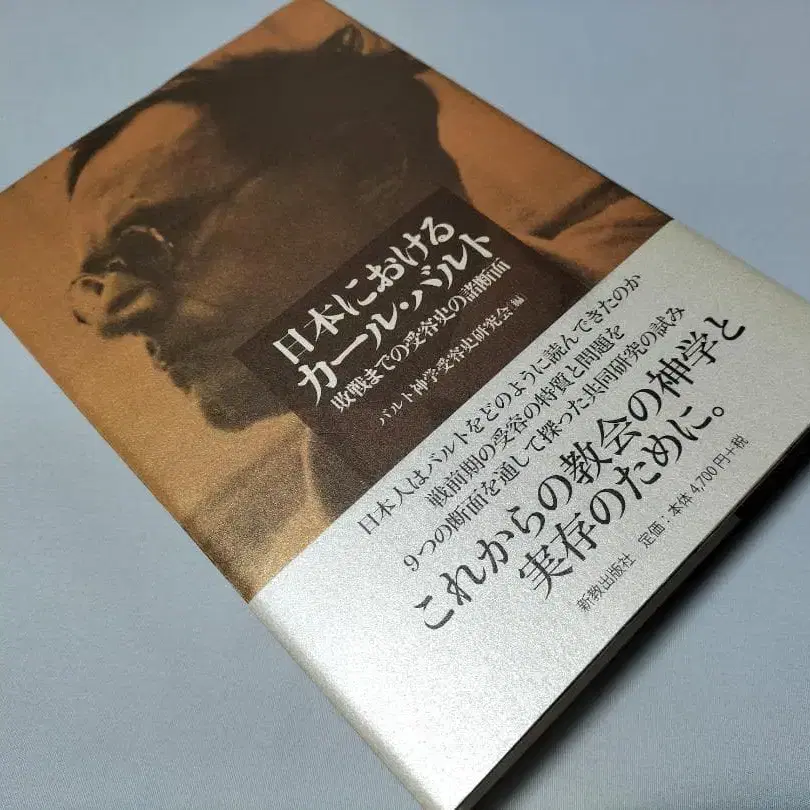 日本における
カール・バルト
敗戦までの受容史の諸断面
バルト神学受容史研究会 編
日本人はバルトをどのように読んできたのか
戦前期の受容の特質と問題を
9つの断面を通して探った共同研究の試み
これからの教会の神学と
実存のために。
新教出版社 定価：本体 4,700円+税